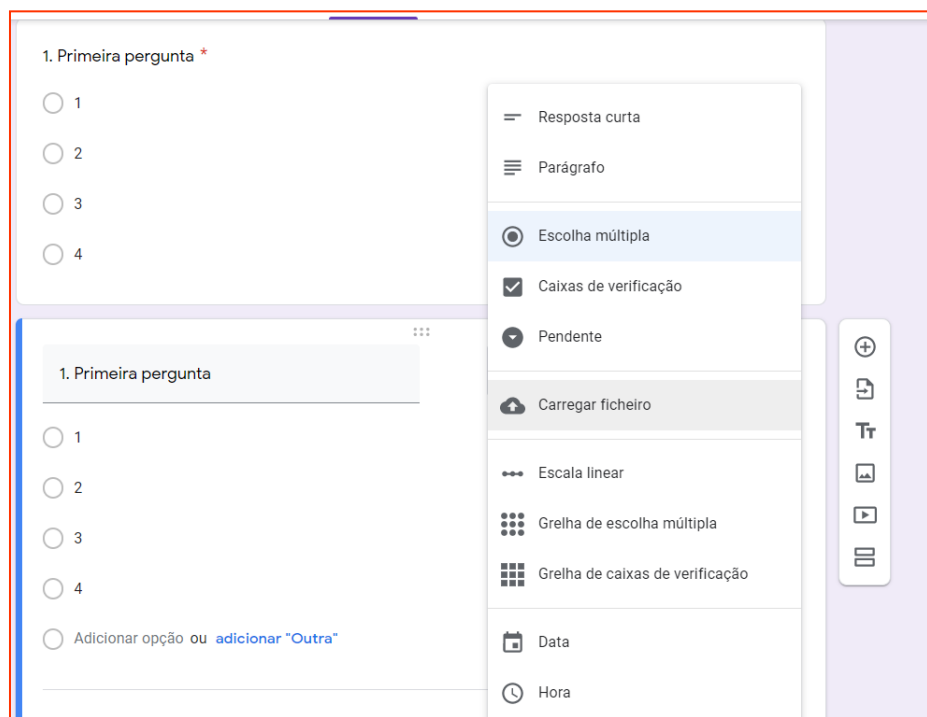 1. Primeira pergunta *
1
2
3
4
1. Primeira pergunta
1
2
3
4
Adicionar opção ou adicionar "Outra"
Resposta curta
Parágrafo
Escolha múltipla
Caixas de verificação
Pendente
Carregar ficheiro
Escala linear
Grelha de escolha múltipla
Grelha de caixas de verificação
Data
Hora
Tт